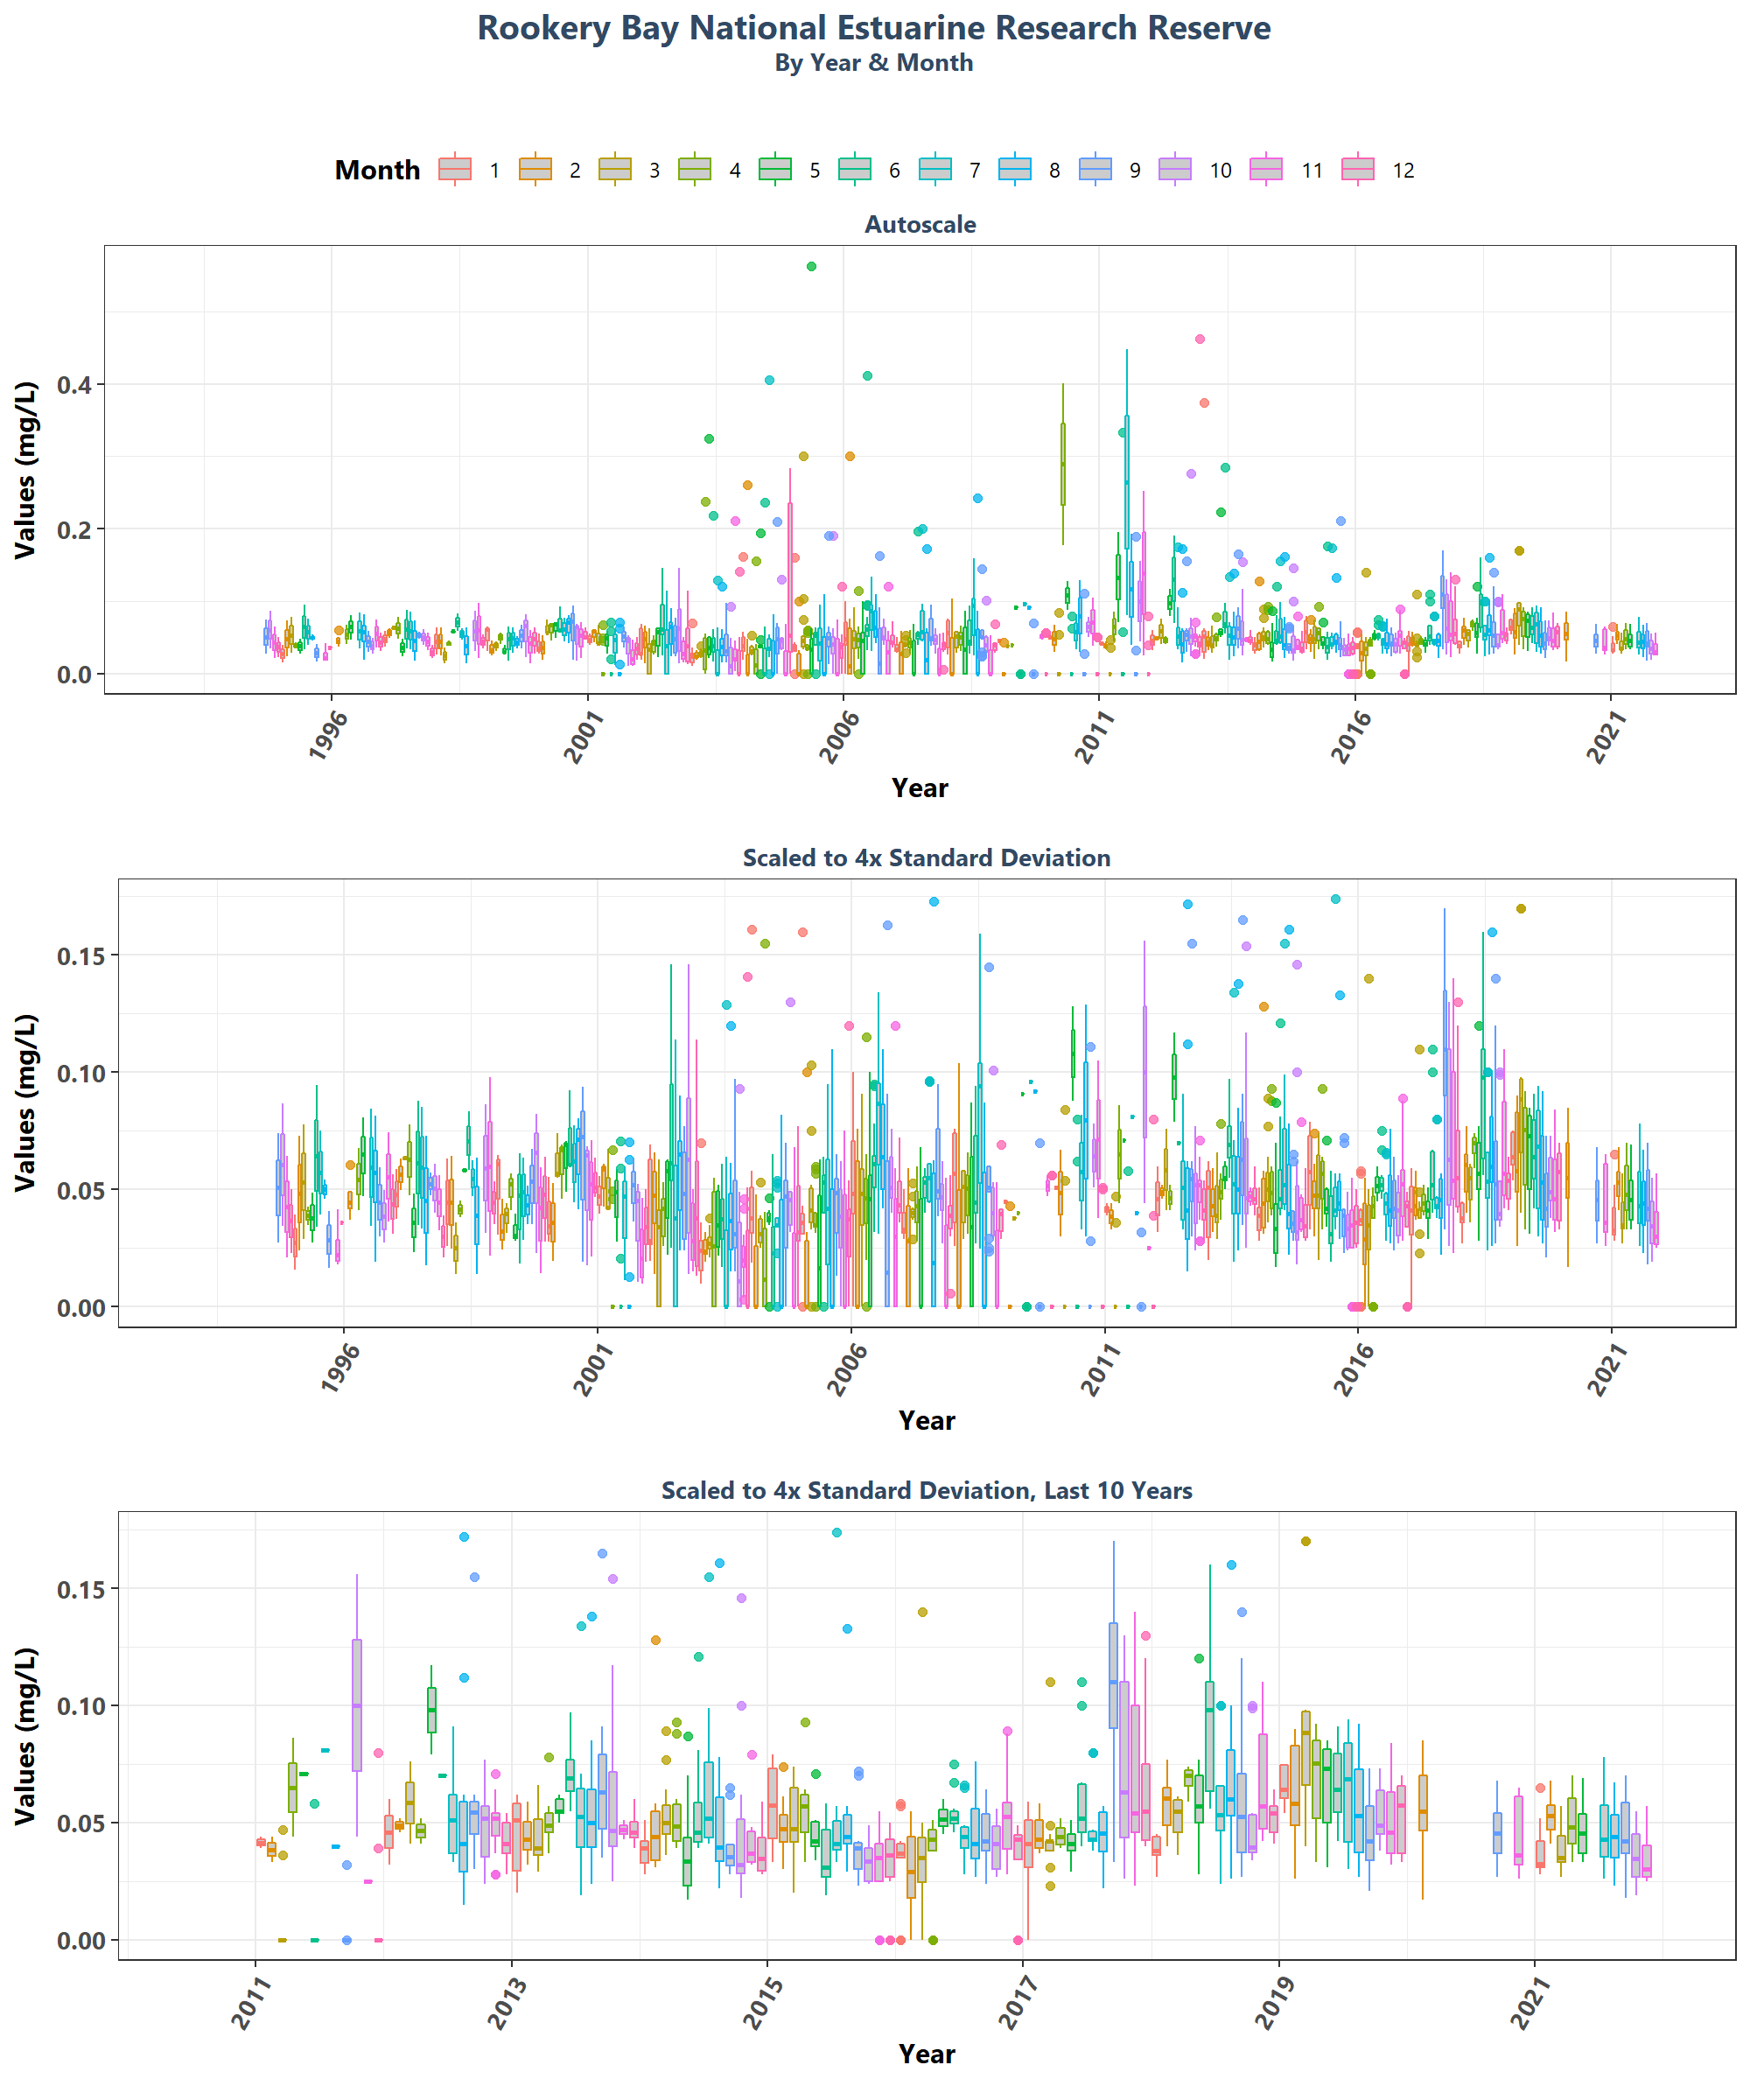 Rookery Bay National Estuarine Research Reserve
By Year & Month
Month 1 2 3 4 5 6 7 8 9 10 11 12
Autoscale
Values (mg/L)
0.4
0.2
0.0
1996 2001 2006 2011 2016 2021
Year
Scaled to 4x Standard Deviation
Values (mg/L)
0.15
0.10
0.05
0.00
1996 2001 2006 2011 2016 2021
Year
Scaled to 4x Standard Deviation, Last 10 Years
Values (mg/L)
0.15
0.10
0.05
0.00
2011 2013 2015 2017 2019 2021
Year